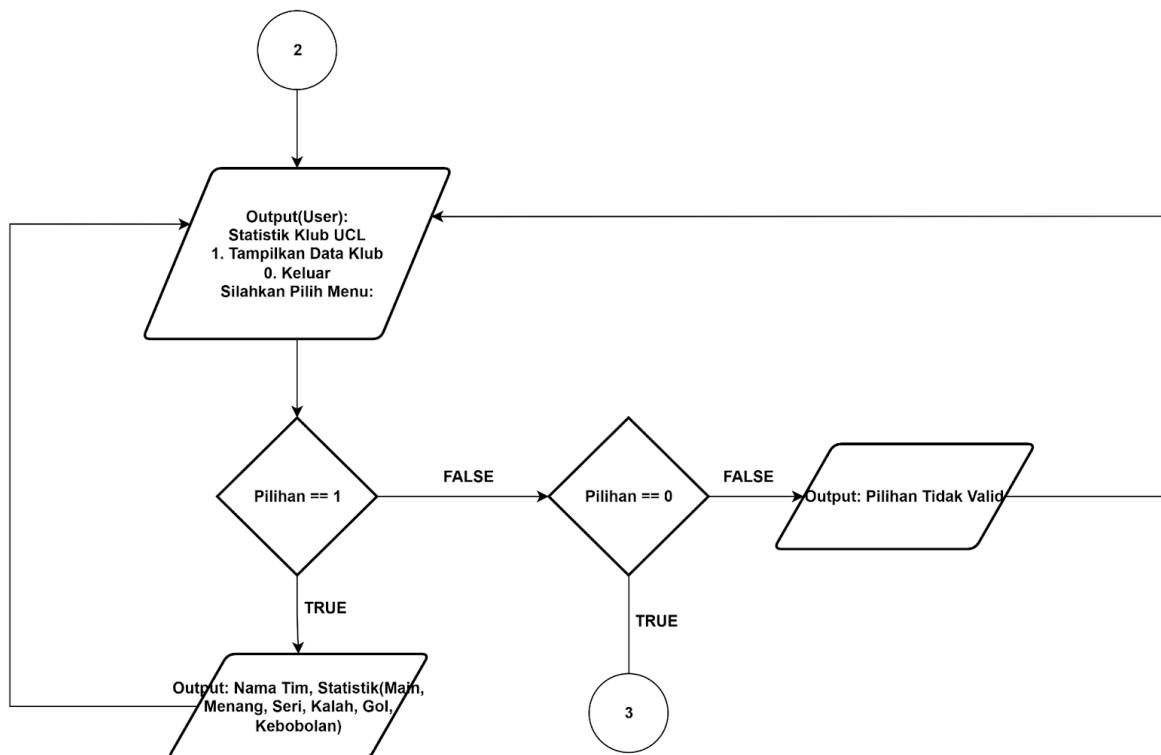 2
Output(User):
Statistik Klub UCL
1. Tampilkan Data Klub
0. Keluar
Silahkan Pilih Menu:
Pilihan == 1
FALSE
Pilihan == 0
FALSE
Output: Pilihan Tidak Valid
TRUE
TRUE
Output: Nama Tim, Statistik(Main,
Menang, Seri, Kalah, Gol,
Kebobolan)
3